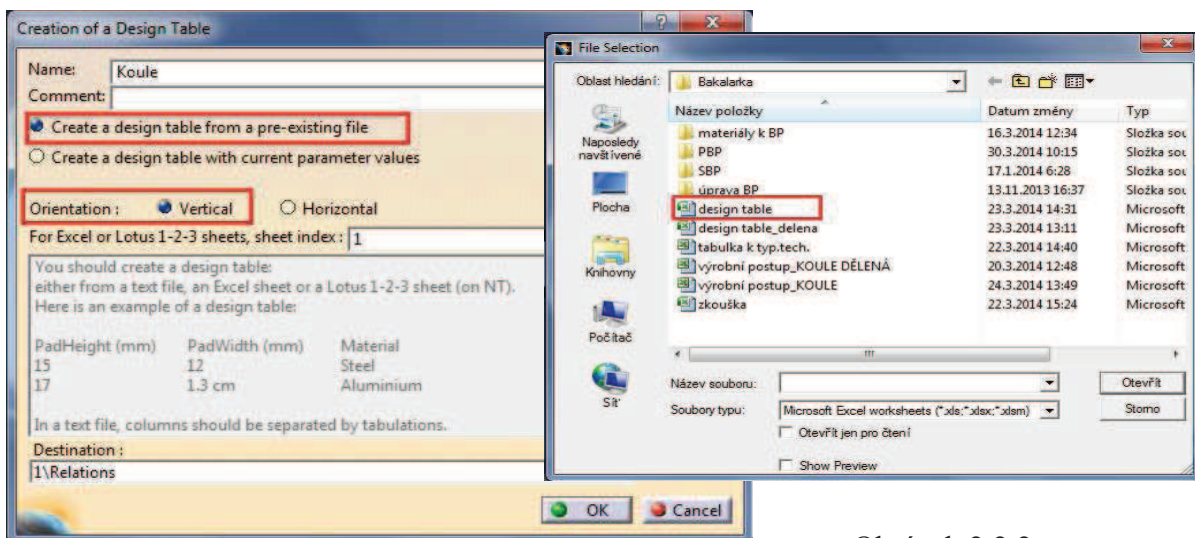 Creation of a Design Table
Name: Koule
Comment:
Create a design table from a pre-existing file
Create a design table with current parameter values
Orientation : Vertical Horizontal
For Excel or Lotus 1-2-3 sheets, sheet index : 1
You should create a design table:
either from a text file, an Excel sheet or a Lotus 1-2-3 sheet (on NT).
Here is an example of a design table:
PadHeight (mm) PadWidth (mm) Material
15 12 Steel
17 1.3 cm Aluminium
In a text file, columns should be separated by tabulations.
Destination :
1\Relations
OK Cancel
File Selection
Oblast hledání: Bakalarka
Název položky Datum změny Typ
materiály k BP 16.3.2014 12:34 Složka sou
PBP 30.3.2014 10:15 Složka sou
SBP 17.1.2014 6:28 Složka sou
úprava BP 13.11.2013 16:37 Složka sou
design table 23.3.2014 14:31 Microsoft
design table_delena 23.3.2014 13:11 Microsoft
tabulka k typ.tech. 22.3.2014 14:40 Microsoft
výrobní postup_KOULE DĚLENÁ 20.3.2014 12:48 Microsoft
výrobní postup_KOULE 24.3.2014 13:49 Microsoft
zkouška 22.3.2014 15:24 Microsoft
Naposledy
navštívené
Plocha
Knihovny
Počítač
Síť
Název souboru: Otevřít
Soubory typu: Microsoft Excel worksheets (*.xls;*.xlsx;*.xlsm) Storno
Otevřít jen pro čtení
Show Preview